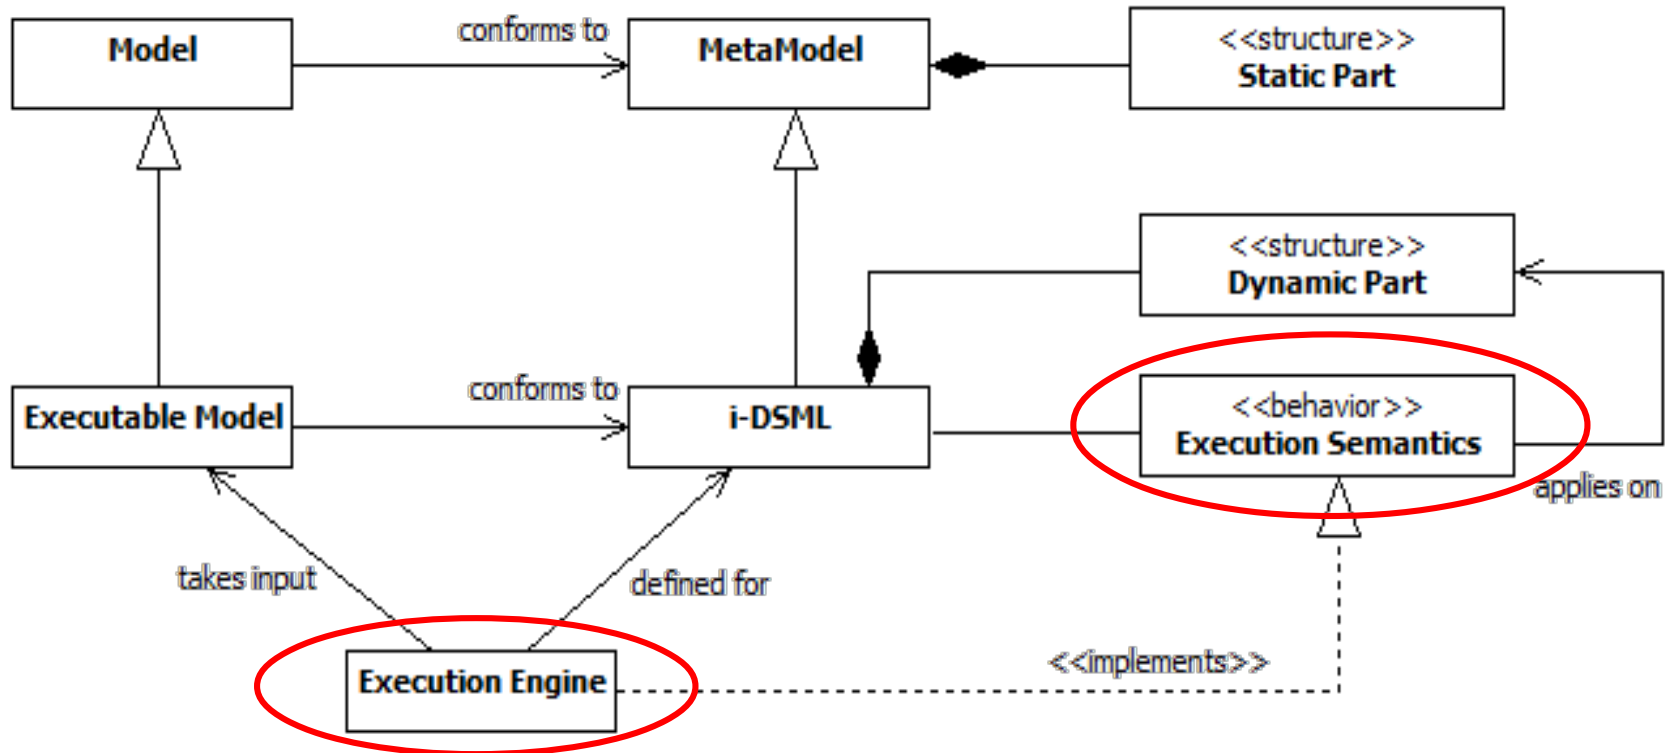 Model
conforms to
MetaModel
<<structure>>
Static Part
<<structure>>
Dynamic Part
Executable Model
conforms to
i-DSML
<<behavior>>
Execution Semantics
applies on
takes input
defined for
Execution Engine
<<implements>>